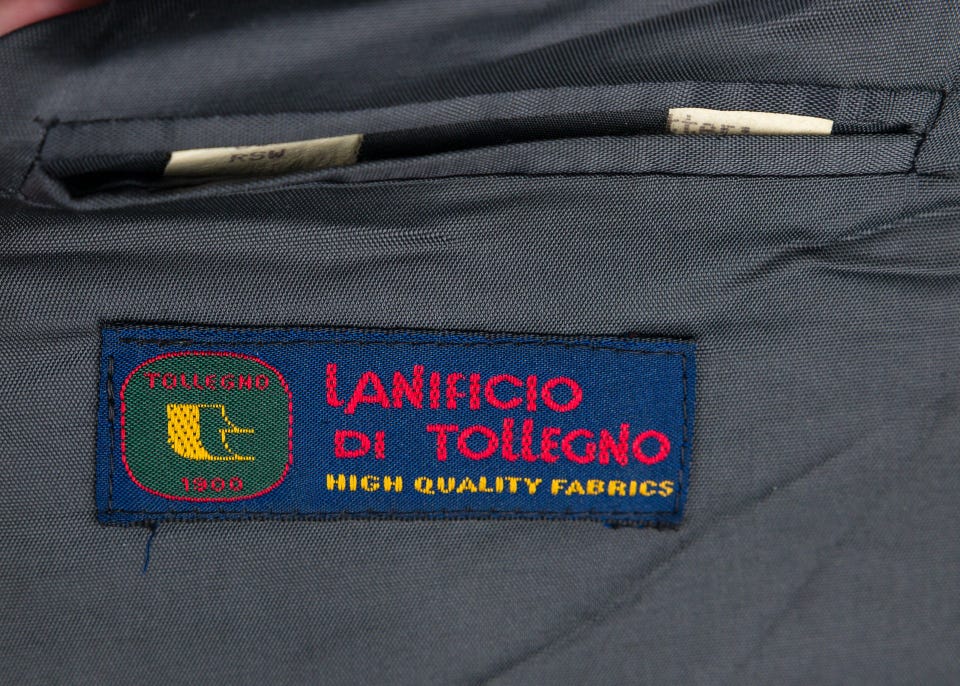 RSW
TOLLEGNO
1900
LANIFICIO
DI TOLLEGNO
HIGH QUALITY FABRICS